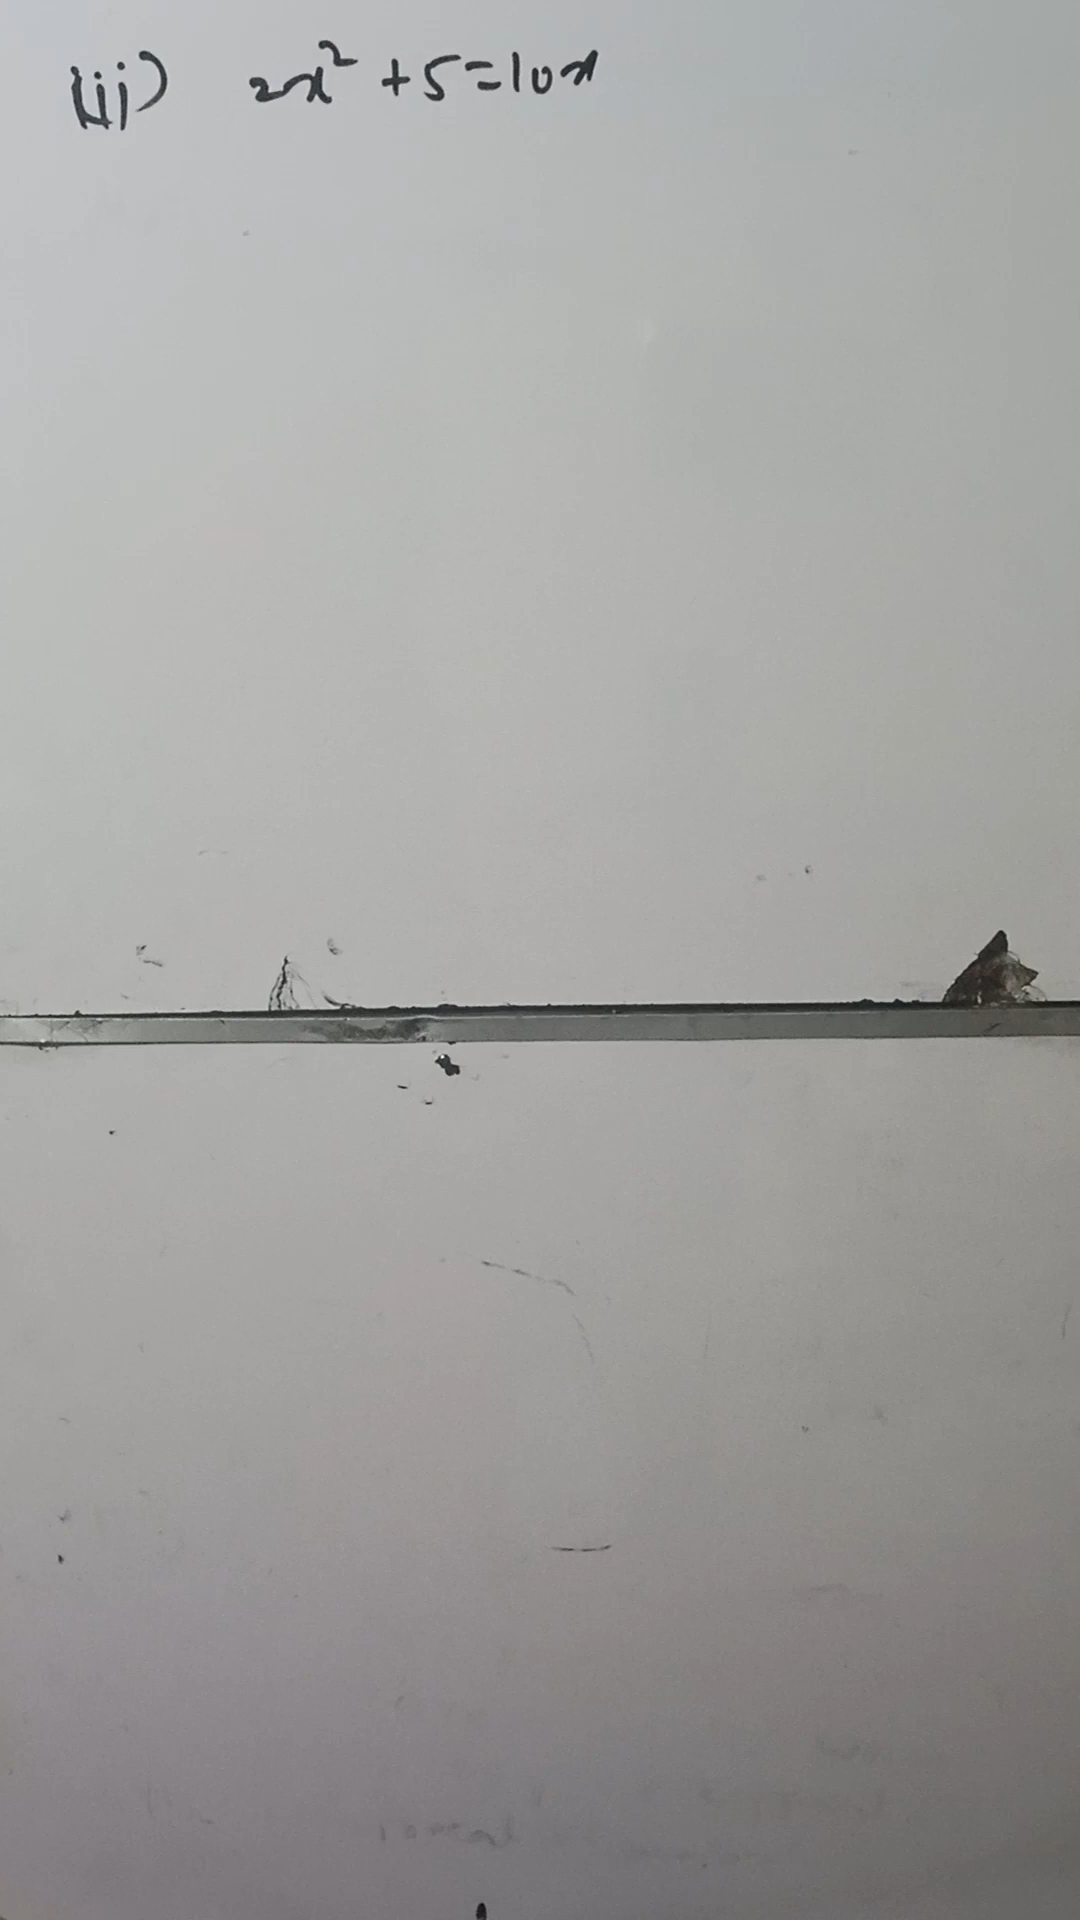 (ii) 2x² +5=10x